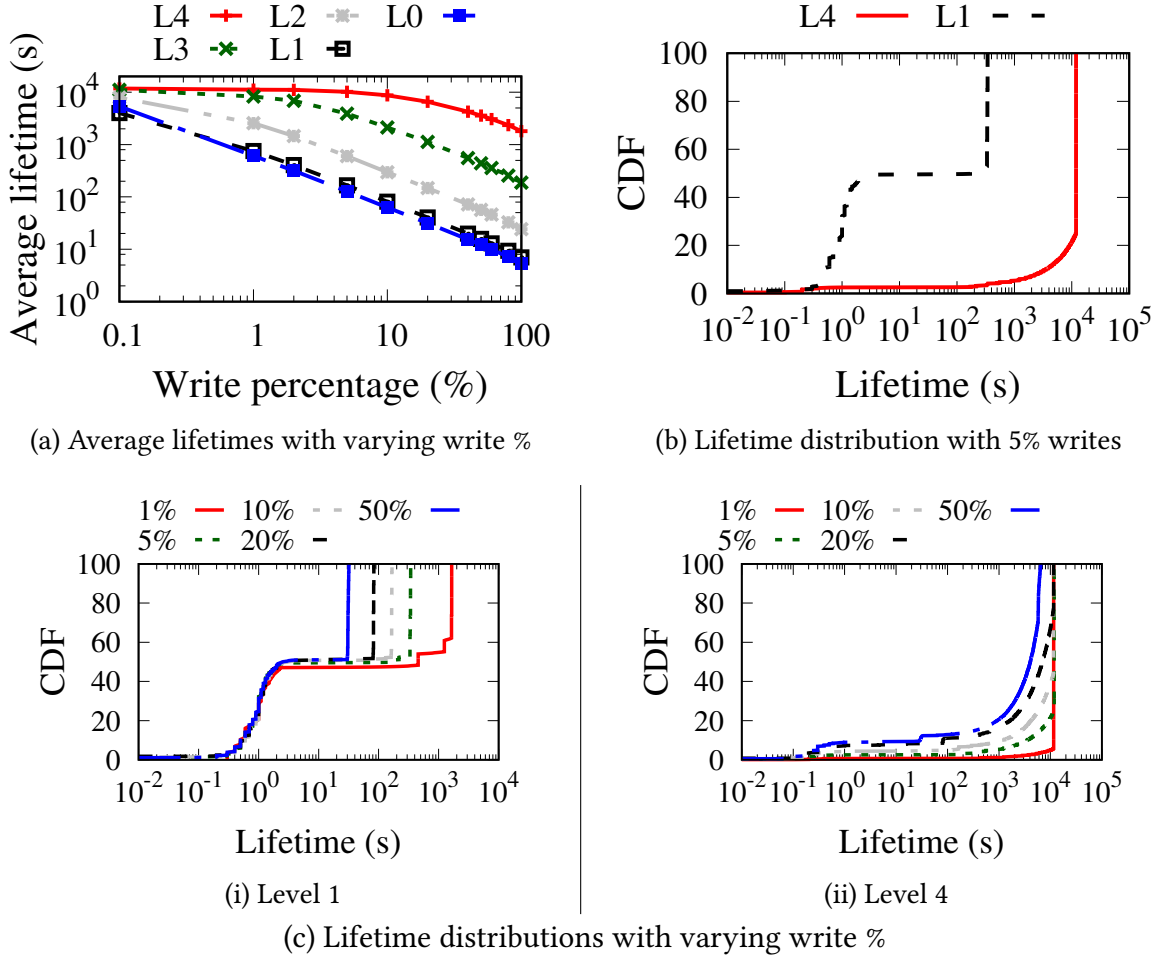 L4 L2 L0
L3 L1
Average lifetime (s)
10^4
10^3
10^2
10^1
10^0
0.1 1 10 100
Write percentage (%)
(a) Average lifetimes with varying write %
L4 L1
CDF
100
80
60
40
20
0
10^-2 10^-1 10^0 10^1 10^2 10^3 10^4 10^5
Lifetime (s)
(b) Lifetime distribution with 5% writes
1% 10% 50%
5% 20%
CDF
100
80
60
40
20
0
10^-2 10^-1 10^0 10^1 10^2 10^3 10^4
Lifetime (s)
(i) Level 1
1% 10% 50%
5% 20%
CDF
100
80
60
40
20
0
10^-2 10^-1 10^0 10^1 10^2 10^3 10^4 10^5
Lifetime (s)
(ii) Level 4
(c) Lifetime distributions with varying write %